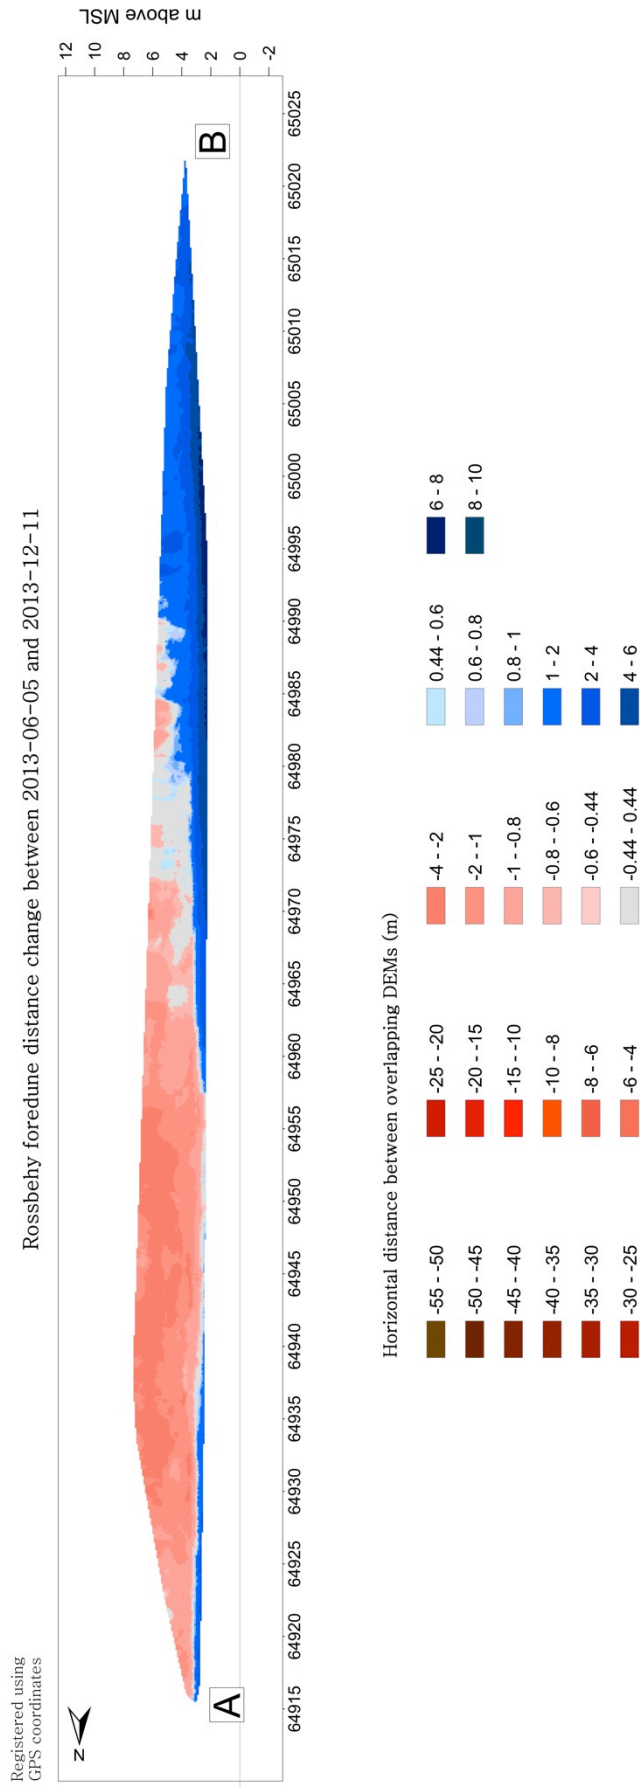 Registered using
GPS coordinates
Rossbehy foredune distance change between 2013-06-05 and 2013-12-11
N
A
B
12
10
8
6
4
2
0
-2
m above MSL
64915
64920
64925
64930
64935
64940
64945
64950
64955
64960
64965
64970
64975
64980
64985
64990
64995
65000
65005
65010
65015
65020
65025
Horizontal distance between overlapping DEMs (m)
-55 - -50
-50 - -45
-45 - -40
-40 - -35
-35 - -30
-30 - -25
-25 - -20
-20 - -15
-15 - -10
-10 - -8
-8 - -6
-6 - -4
-4 - -2
-2 - -1
-1 - -0.8
-0.8 - -0.6
-0.6 - -0.44
-0.44 - 0.44
0.44 - 0.6
0.6 - 0.8
0.8 - 1
1 - 2
2 - 4
4 - 6
6 - 8
8 - 10